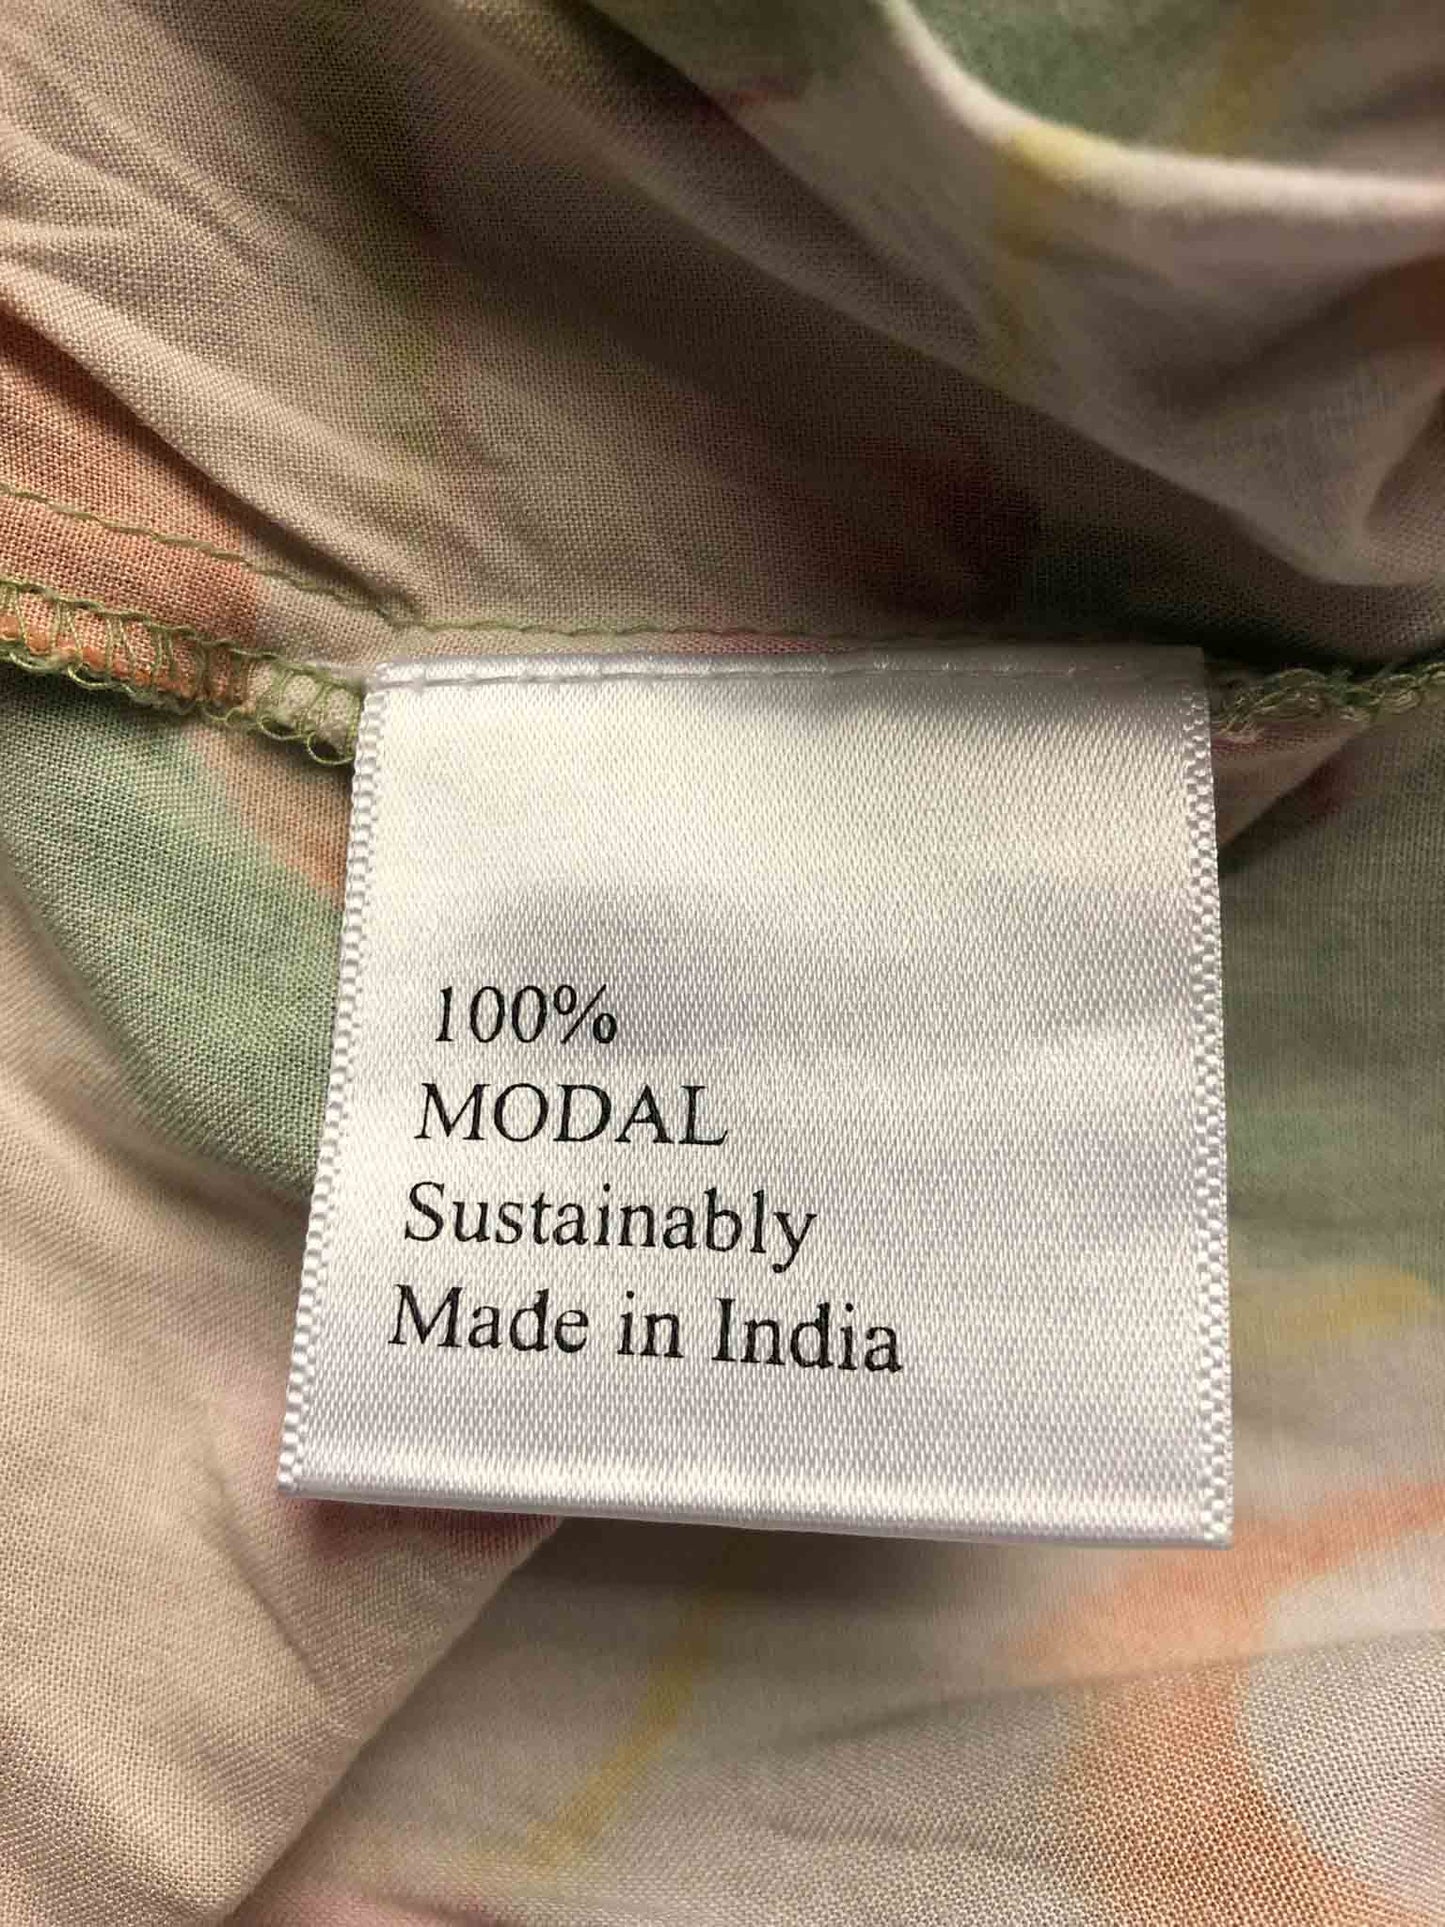 100%
MODAL
Sustainably
Made in India